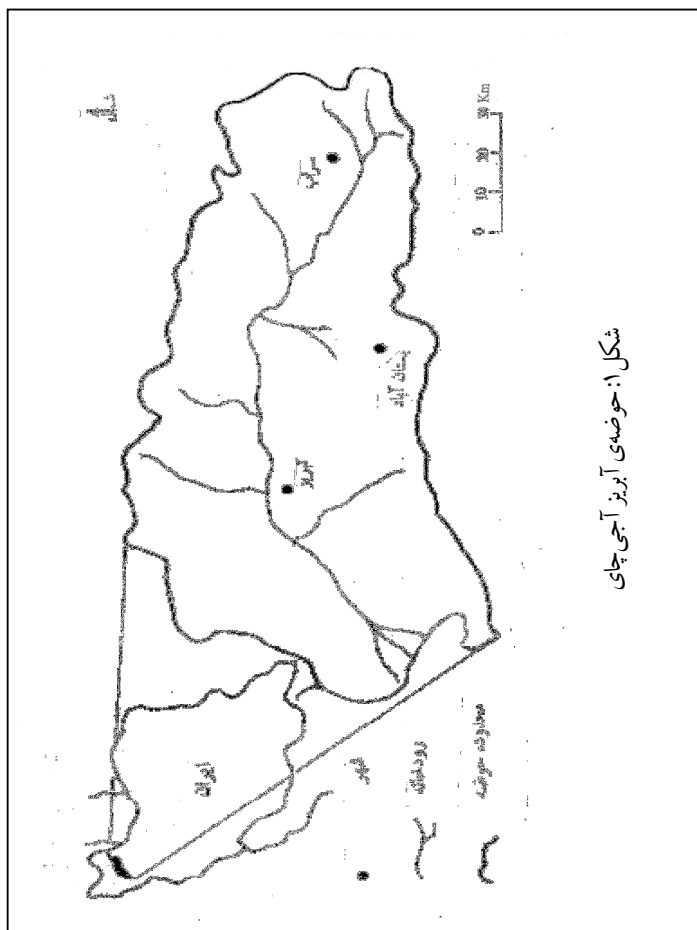 شمال
سراب
بستان آباد
تبریز
ایران
0 10 20 30 Km
شهر
رودخانه
محدوده حوضه
شکل ۱: حوضه‌ی آبریز آجی چای